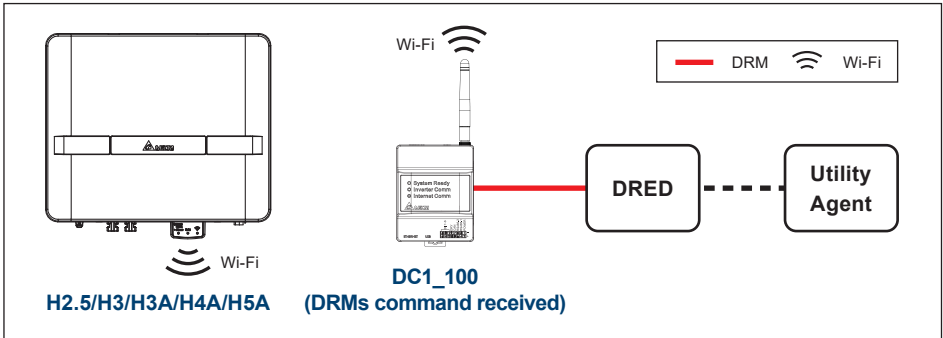 Wi-Fi
DRM
Wi-Fi
System Ready
Inverter Comm
Internet Comm
DRED
Utility
Agent
Wi-Fi
H2.5/H3/H3A/H4A/H5A
DC1_100
(DRMs command received)